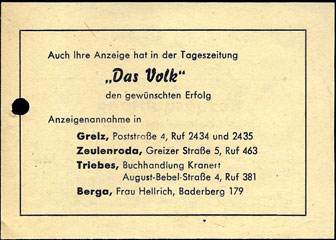 Auch Ihre Anzeige hat in der Tageszeitung
„Das Volk“
den gewünschten Erfolg
Anzeigenannahme in
Greiz, Poststraße 4, Ruf 2434 und 2435
Zeulenroda, Greizer Straße 5, Ruf 463
Triebes, Buchhandlung Kranert
August-Bebel-Straße 4, Ruf 381
Berga, Frau Hellrich, Baderberg 179